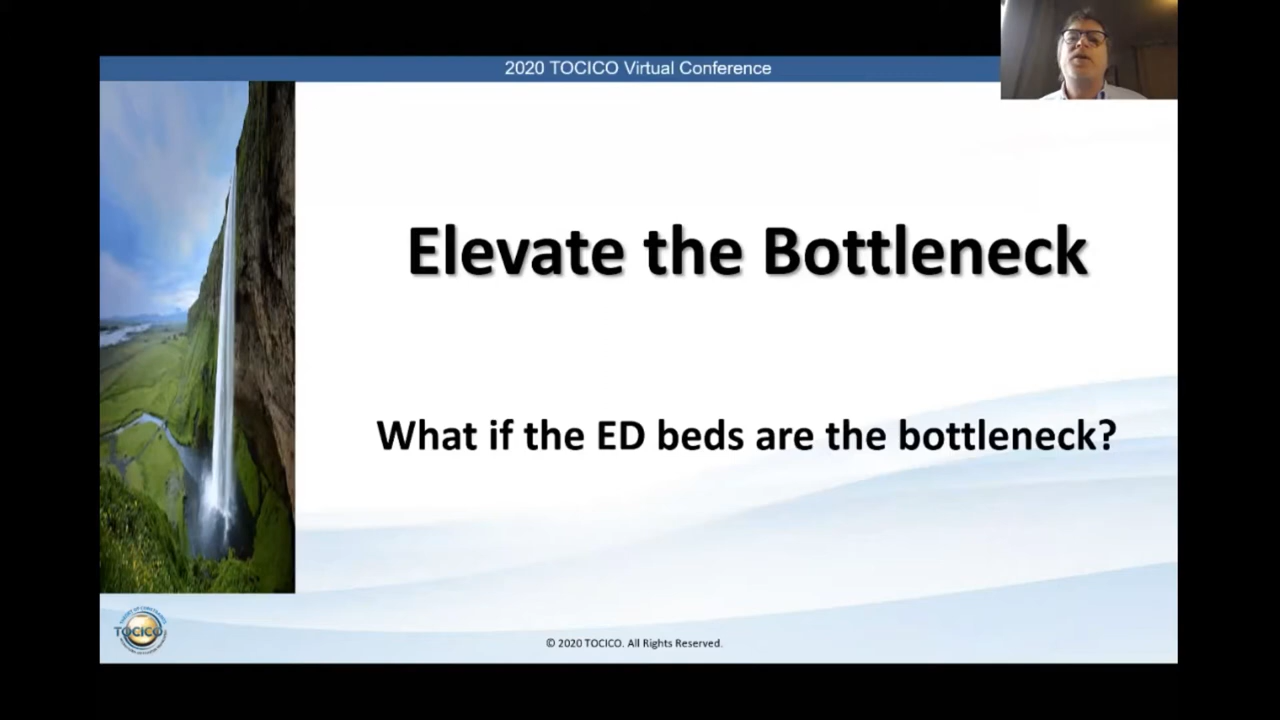 2020 TOCICO Virtual Conference
Elevate the Bottleneck
What if the ED beds are the bottleneck?
TOCICO
© 2020 TOCICO. All Rights Reserved.